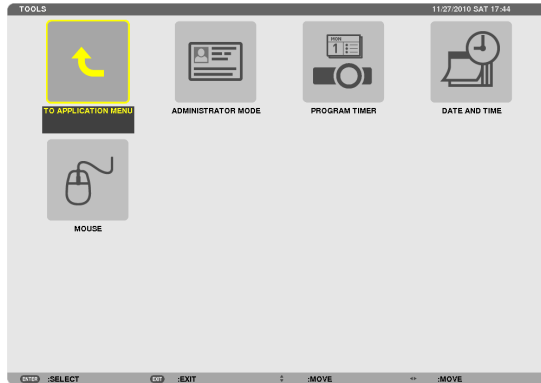 TOOLS 11/27/2010 SAT 17:44
TO APPLICATION MENU ADMINISTRATOR MODE PROGRAM TIMER DATE AND TIME
MON
1
MOUSE
ENTER :SELECT EXIT :EXIT :MOVE :MOVE